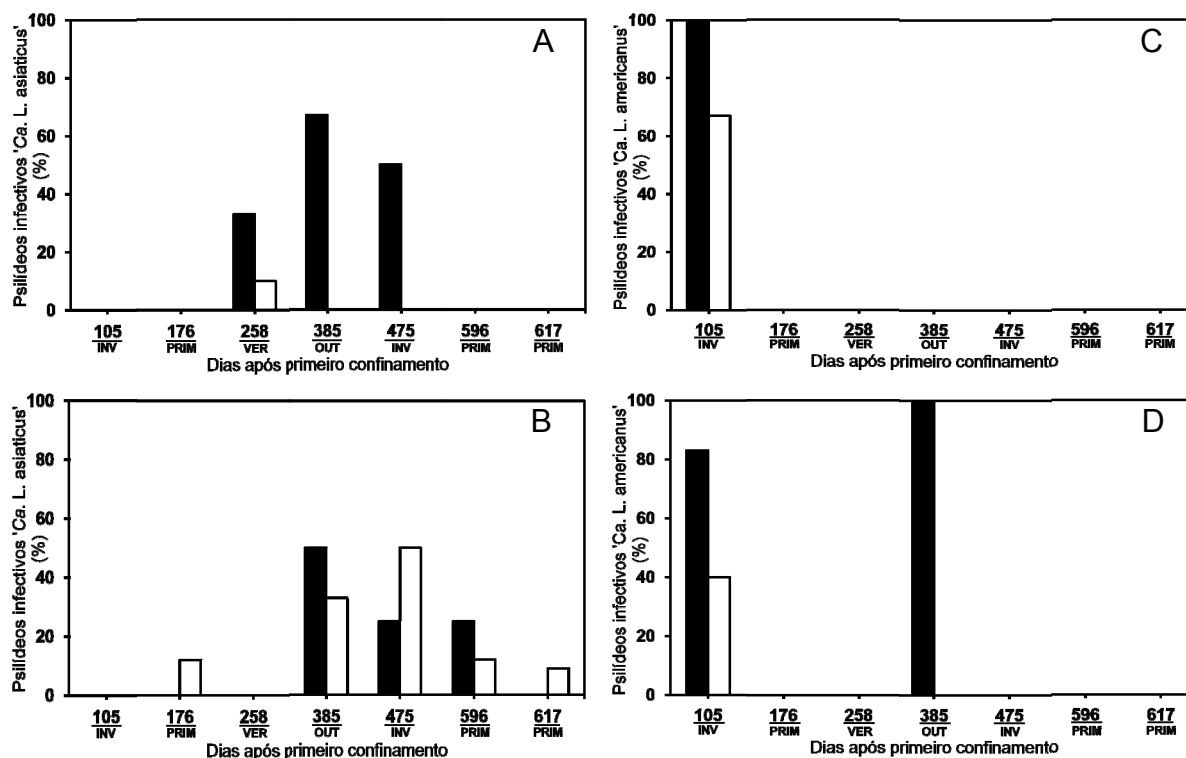 A
Psilídeos infectivos 'Ca. L. asiaticus'
(%)
100
80
60
40
20
0
105 176 258 385 475 596 617
INV PRIM VER OUT INV PRIM PRIM
Dias após primeiro confinamento
C
Psilídeos infectivos 'Ca. L. americanus'
(%)
100
80
60
40
20
0
105 176 258 385 475 596 617
INV PRIM VER OUT INV PRIM PRIM
Dias após primeiro confinamento
B
Psilídeos infectivos 'Ca. L. asiaticus'
(%)
100
80
60
40
20
0
105 176 258 385 475 596 617
INV PRIM VER OUT INV PRIM PRIM
Dias após primeiro confinamento
D
Psilídeos infectivos 'Ca. L. americanus'
(%)
100
80
60
40
20
0
105 176 258 385 475 596 617
INV PRIM VER OUT INV PRIM PRIM
Dias após primeiro confinamento